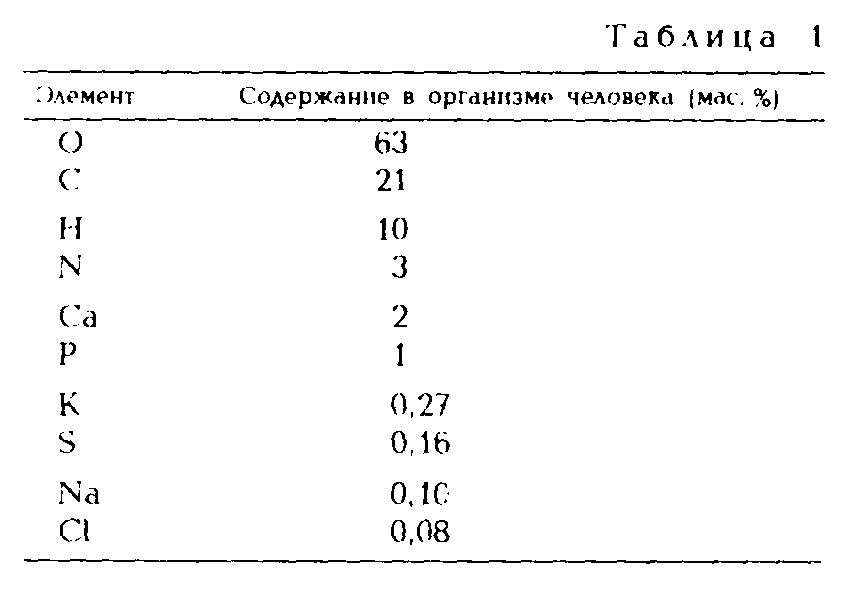 Таблица 1
Элемент Содержание в организме человека (мас. %)
O 63
C 21
H 10
N 3
Ca 2
P 1
K 0,27
S 0,16
Na 0,10
Cl 0,08